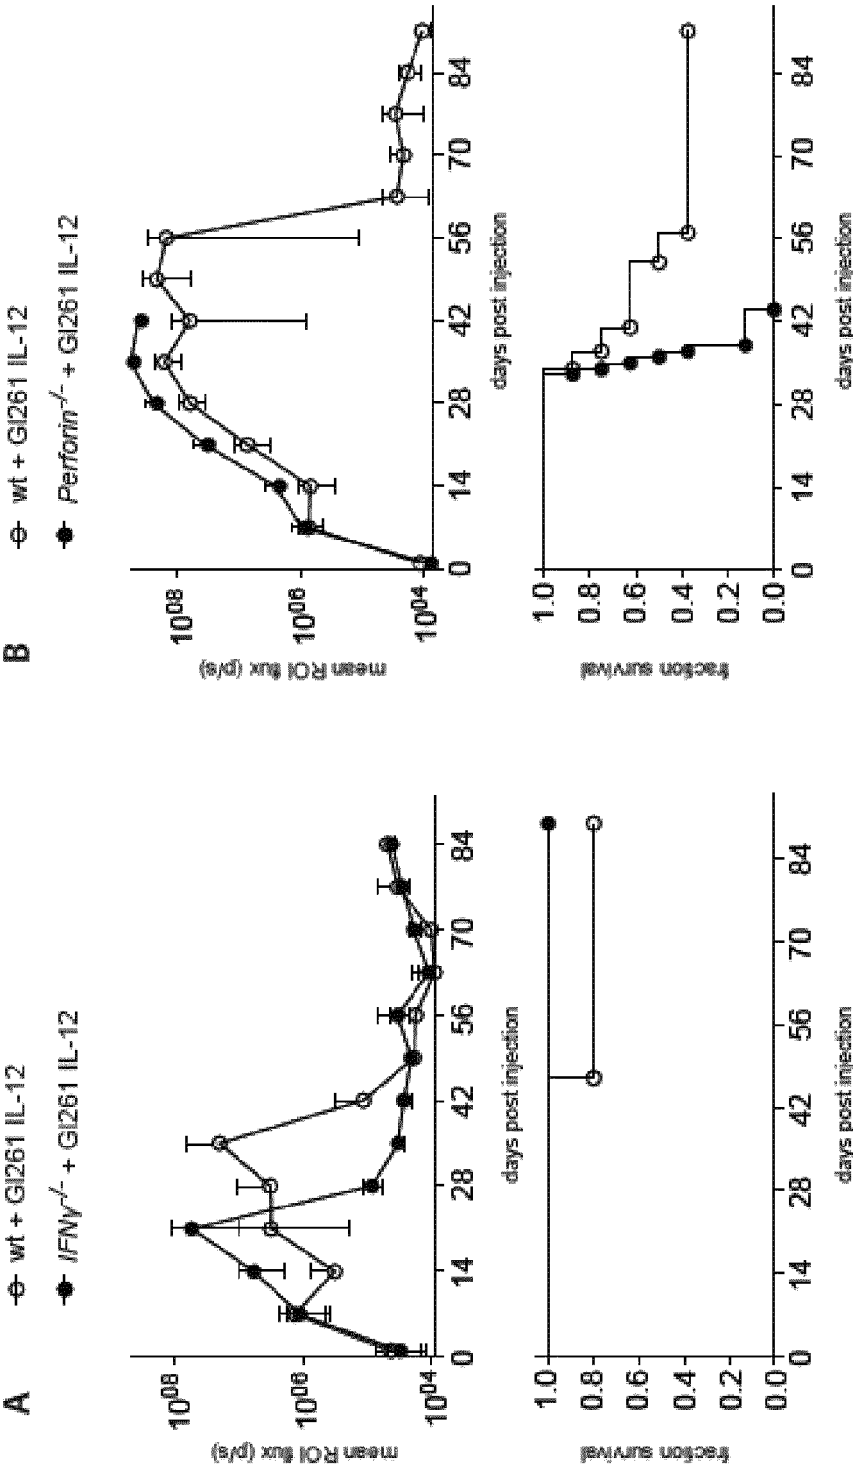 A
wt + Gl261 IL-12
IFNγ-/- + Gl261 IL-12
mean ROI flux (p/s)
10^08
10^06
10^04
0 14 28 42 56 70 84
days post injection
fraction survival
1.0
0.8
0.6
0.4
0.2
0.0
0 14 28 42 56 70 84
days post injection
B
wt + Gl261 IL-12
Perforin-/- + Gl261 IL-12
mean ROI flux (p/s)
10^08
10^06
10^04
0 14 28 42 56 70 84
days post injection
fraction survival
1.0
0.8
0.6
0.4
0.2
0.0
0 14 28 42 56 70 84
days post injection